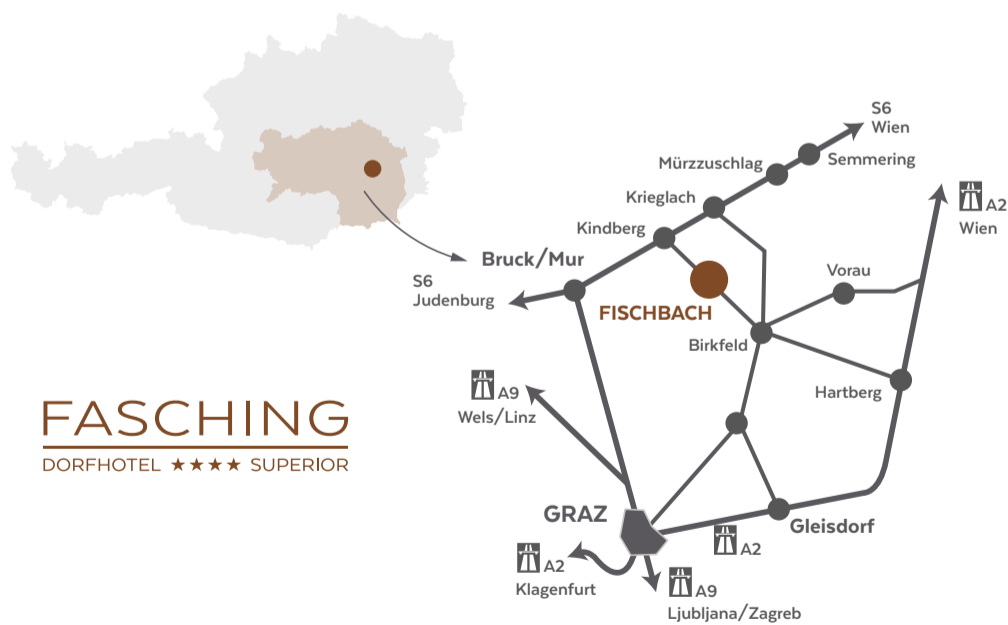 S6
Wien
Mürzzuschlag
Semmering
Krieglach
A2
Wien
Kindberg
Bruck/Mur
S6
Judenburg
Vorau
FISCHBACH
Birkfeld
A9
Wels/Linz
Hartberg
FASCHING
DORFHOTEL ★★★★ SUPERIOR
GRAZ
Gleisdorf
A2
A2
Klagenfurt
A9
Ljubljana/Zagreb